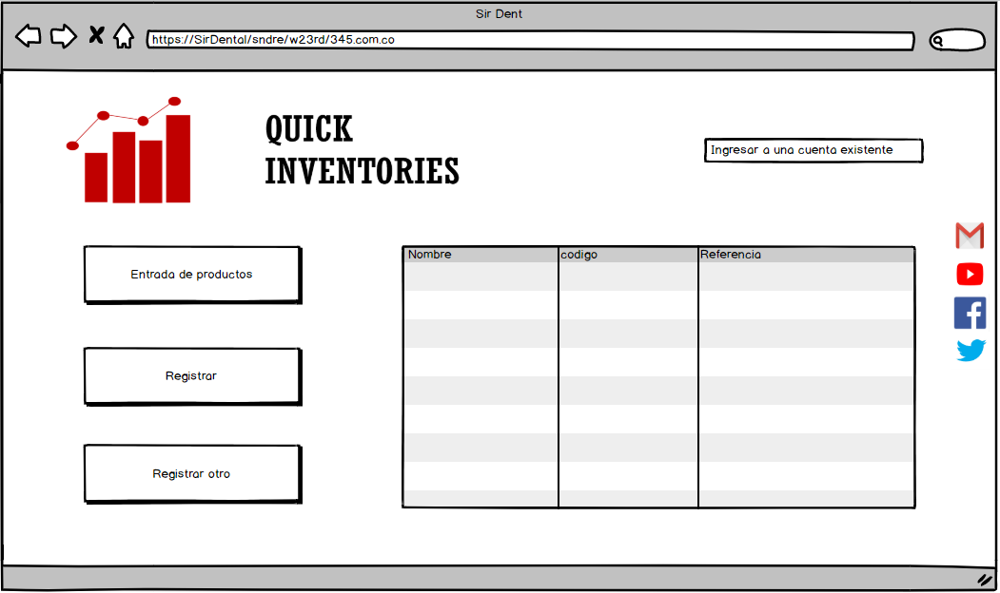 Sir Dent
https://SirDental/sndre/w23rd/345.com.co
QUICK
INVENTORIES
Ingresar a una cuenta existente
Entrada de productos
Registrar
Registrar otro
Nombre codigo Referencia